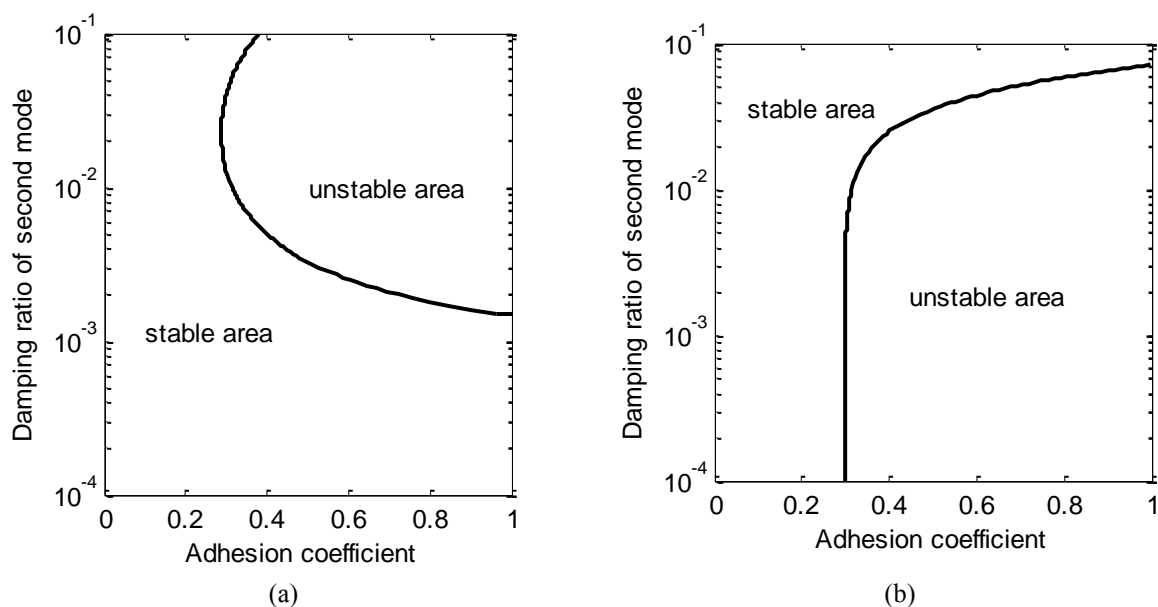 10^-1
10^-2
10^-3
10^-4
Damping ratio of second mode
unstable area
stable area
0 0.2 0.4 0.6 0.8 1
Adhesion coefficient
(a)
10^-1
10^-2
10^-3
10^-4
Damping ratio of second mode
stable area
unstable area
0 0.2 0.4 0.6 0.8 1
Adhesion coefficient
(b)